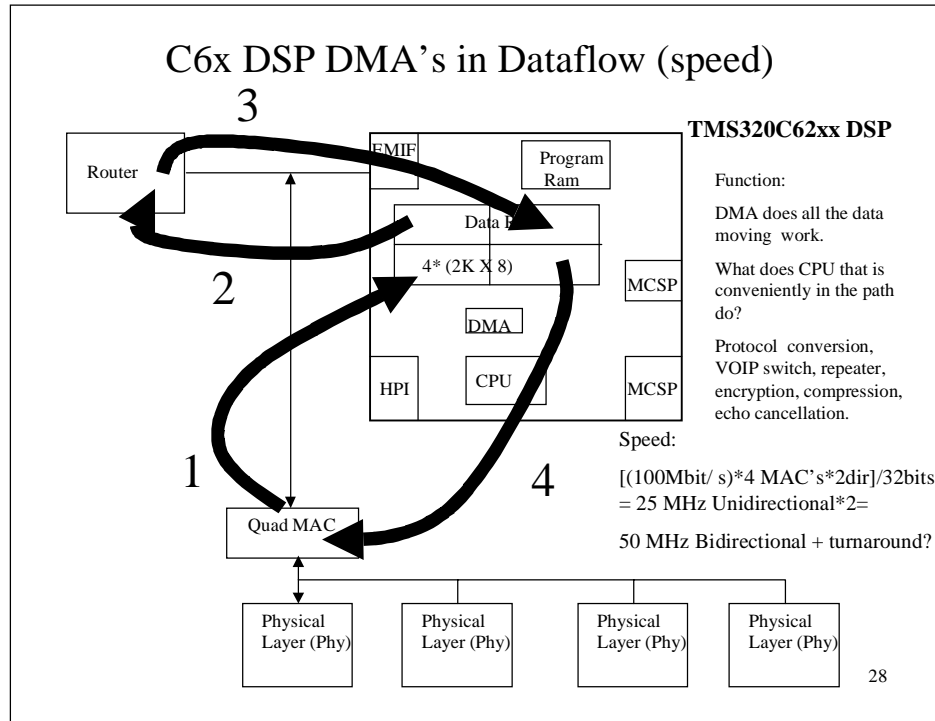 C6x DSP DMA's in Dataflow (speed)
3
TMS320C62xx DSP
Router
EMIF
Program
Ram
Function:
DMA does all the data
moving work.
What does CPU that is
conveniently in the path
do?
Protocol conversion,
VOIP switch, repeater,
encryption, compression,
echo cancellation.
Data
4* (2K X 8)
2
MCSP
DMA
HPI
CPU
MCSP
1
4
Speed:
[(100Mbit/ s)*4 MAC's*2dir]/32bits
= 25 MHz Unidirectional*2=
50 MHz Bidirectional + turnaround?
Quad MAC
Physical
Layer (Phy)
Physical
Layer (Phy)
Physical
Layer (Phy)
Physical
Layer (Phy)
28